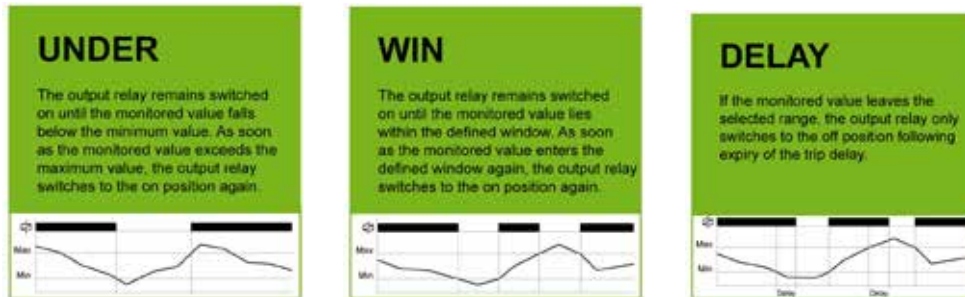 UNDER
The output relay remains switched
on until the monitored value falls
below the minimum value. As soon
as the monitored value exceeds the
maximum value, the output relay
switches to the on position again.
Max
Min
WIN
The output relay remains switched
on until the monitored value lies
within the defined window. As soon
as the monitored value enters the
defined window again, the output relay
switches to the on position again.
Max
Min
DELAY
If the monitored value leaves the
selected range, the output relay only
switches to the off position following
expiry of the trip delay.
Max
Min
Delay
Delay